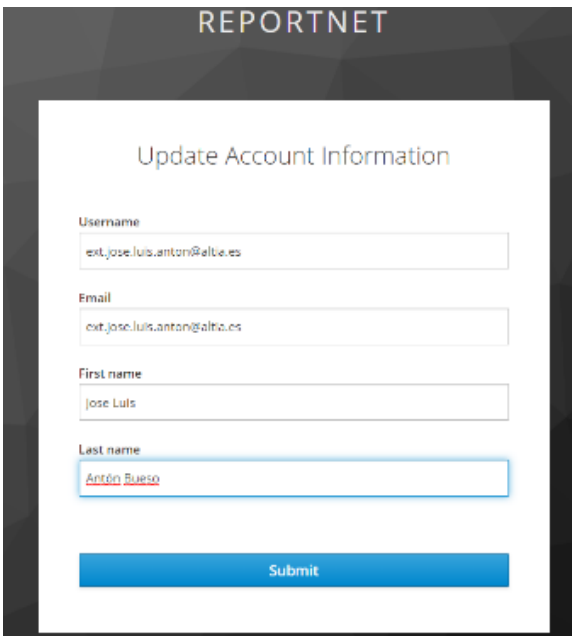 REPORTNET
Update Account Information
Username
ext.jose.luis.anton@altia.es
Email
ext.jose.luis.anton@altia.es
First name
Jose Luis
Last name
Antón Bueso
Submit